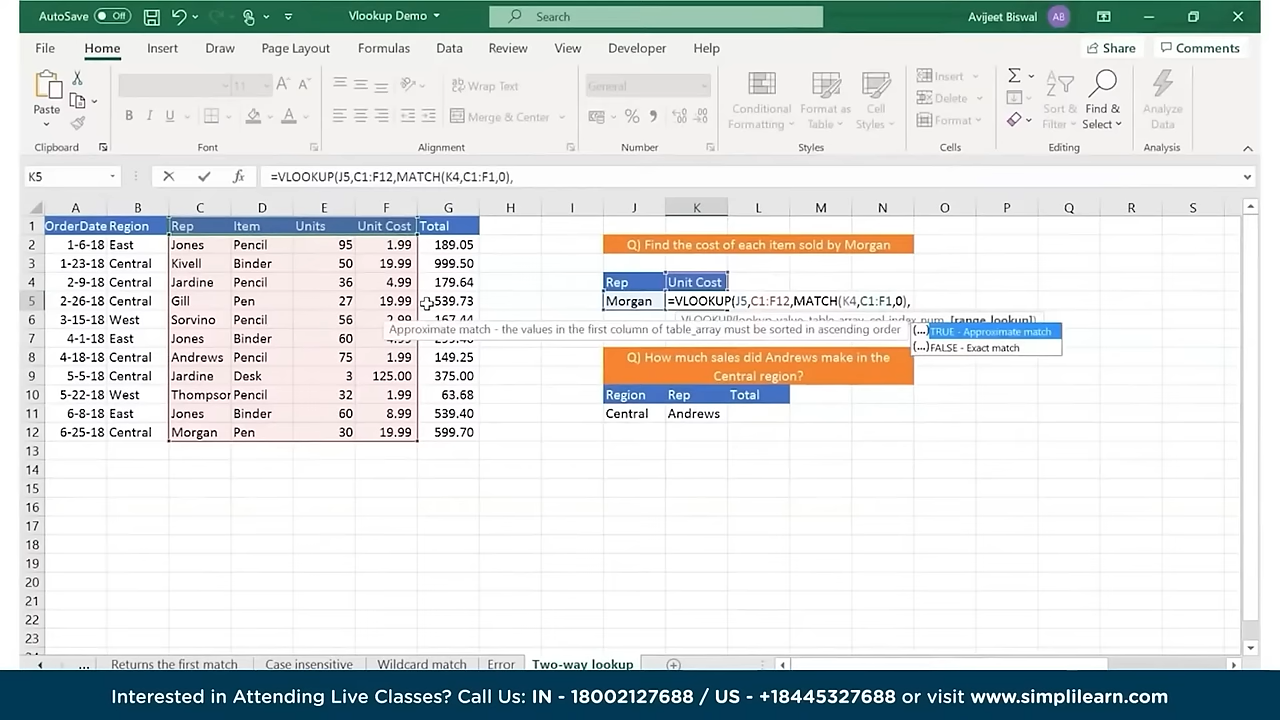 AutoSave Off Vlookup Demo Search Avijeet Biswal AB
File Home Insert Draw Page Layout Formulas Data Review View Developer Help Share Comments
Paste 11 A A Wrap Text General Conditional Formatting Format as Table Cell Styles Insert Delete Format Sort & Filter Find & Select Analyze Data
B I U A Merge & Center % 9
Clipboard Font Alignment Number Styles Cells Editing Analysis
K5 fx =VLOOKUP(J5,C1:F12,MATCH(K4,C1:F1,0),
A B C D E F G H I J K L M N O P Q R S
1 OrderDate Region Rep Item Units Unit Cost Total
2 1-6-18 East Jones Pencil 95 1.99 189.05 Q) Find the cost of each item sold by Morgan
3 1-23-18 Central Kivell Binder 50 19.99 999.50
4 2-9-18 Central Jardine Pencil 36 4.99 179.64 Rep Unit Cost
5 2-26-18 Central Gill Pen 27 19.99 539.73 Morgan =VLOOKUP(J5,C1:F12,MATCH(K4,C1:F1,0),
6 3-15-18 West Sorvino Pencil 56 2.99 167.44 VLOOKUP(lookup_value, table_array, col_index_num, [range_lookup])
Approximate match - the values in the first column of table_array must be sorted in ascending order (...) TRUE - Approximate match
7 4-1-18 East Jones Binder 60 (...) FALSE - Exact match
8 4-18-18 Central Andrews Pencil 75 1.99 149.25 Q) How much sales did Andrews make in the
9 5-5-18 Central Jardine Desk 3 125.00 375.00 Central region?
10 5-22-18 West Thompson Pencil 32 1.99 63.68 Region Rep Total
11 6-8-18 East Jones Binder 60 8.99 539.40 Central Andrews
12 6-25-18 Central Morgan Pen 30 19.99 599.70
13
14
15
16
17
18
19
20
21
22
23
... Returns the first match Case insensitive Wildcard match Error Two-way lookup
Interested in Attending Live Classes? Call Us: IN - 18002127688 / US - +18445327688 or visit www.simplilearn.com